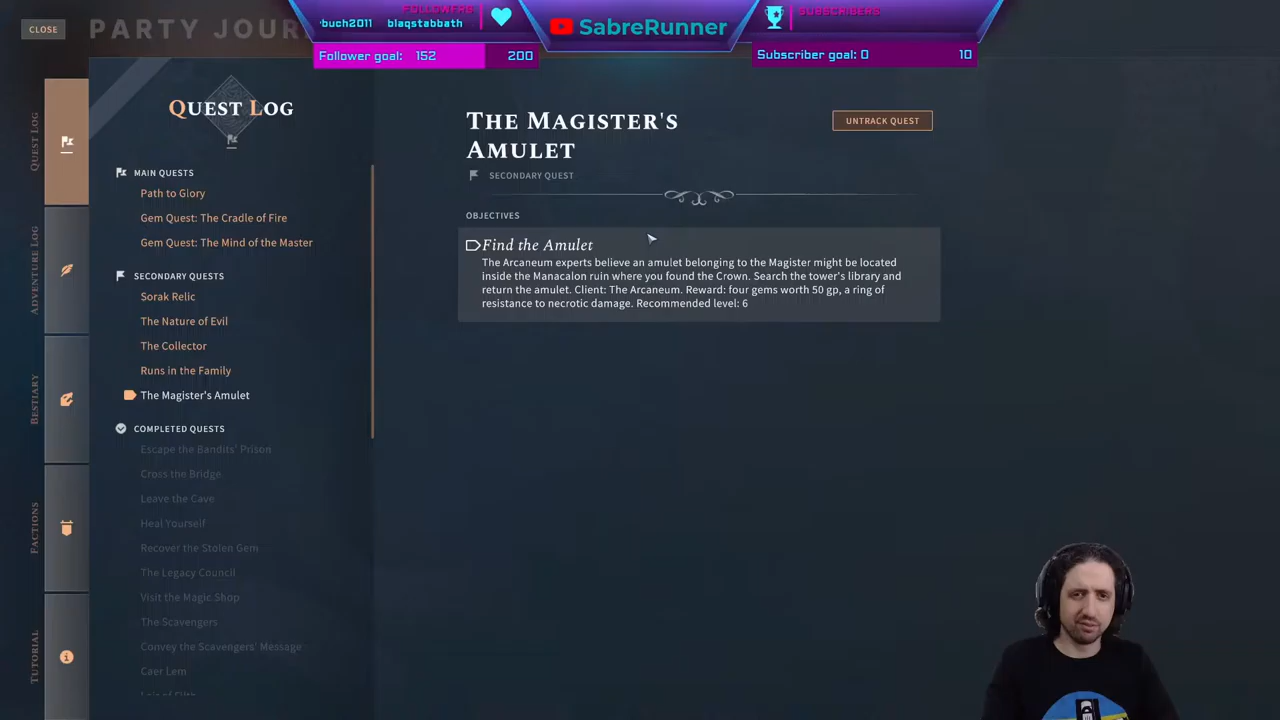 CLOSE
PARTY JOUR
FOLLOWERS
buch2011 blaqstabbath
Follower goal: 152 200
SabreRunner
SUBSCRIBERS
Subscriber goal: 0 10
QUEST LOG
ADVENTURE LOG
BESTIARY
FACTIONS
TUTORIAL
QUEST LOG
MAIN QUESTS
Path to Glory
Gem Quest: The Cradle of Fire
Gem Quest: The Mind of the Master
SECONDARY QUESTS
Sorak Relic
The Nature of Evil
The Collector
Runs in the Family
The Magister's Amulet
COMPLETED QUESTS
Escape the Bandits' Prison
Cross the Bridge
Leave the Cave
Heal Yourself
Recover the Stolen Gem
The Legacy Council
Visit the Magic Shop
The Scavengers
Convey the Scavengers' Message
Caer Lem
THE MAGISTER'S
AMULET
UNTRACK QUEST
SECONDARY QUEST
OBJECTIVES
Find the Amulet
The Arcaneum experts believe an amulet belonging to the Magister might be located
inside the Manacalon ruin where you found the Crown. Search the tower's library and
return the amulet. Client: The Arcaneum. Reward: four gems worth 50 gp, a ring of
resistance to necrotic damage. Recommended level: 6